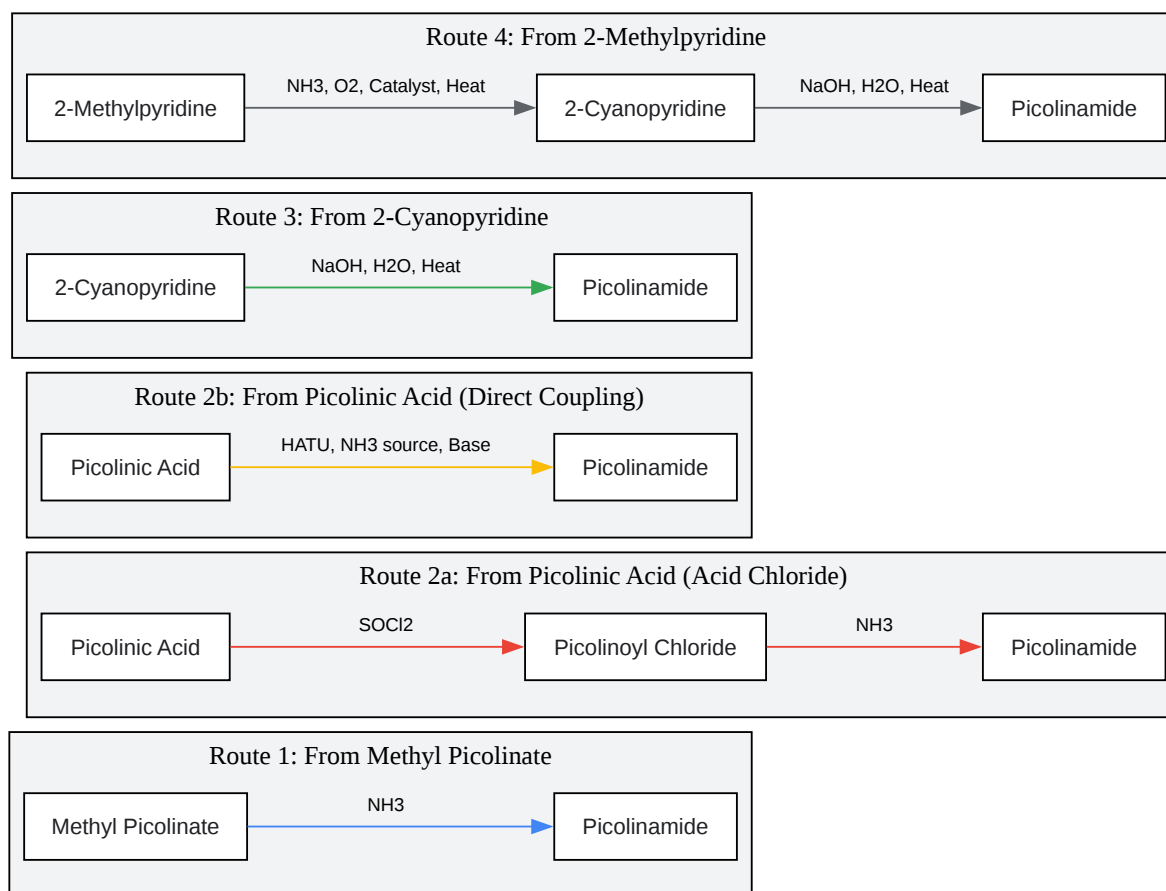 Route 4: From 2-Methylpyridine
2-Methylpyridine
NH3, O2, Catalyst, Heat
2-Cyanopyridine
NaOH, H2O, Heat
Picolinamide
Route 3: From 2-Cyanopyridine
2-Cyanopyridine
NaOH, H2O, Heat
Picolinamide
Route 2b: From Picolinic Acid (Direct Coupling)
Picolinic Acid
HATU, NH3 source, Base
Picolinamide
Route 2a: From Picolinic Acid (Acid Chloride)
Picolinic Acid
SOCl2
Picolinoyl Chloride
NH3
Picolinamide
Route 1: From Methyl Picolinate
Methyl Picolinate
NH3
Picolinamide